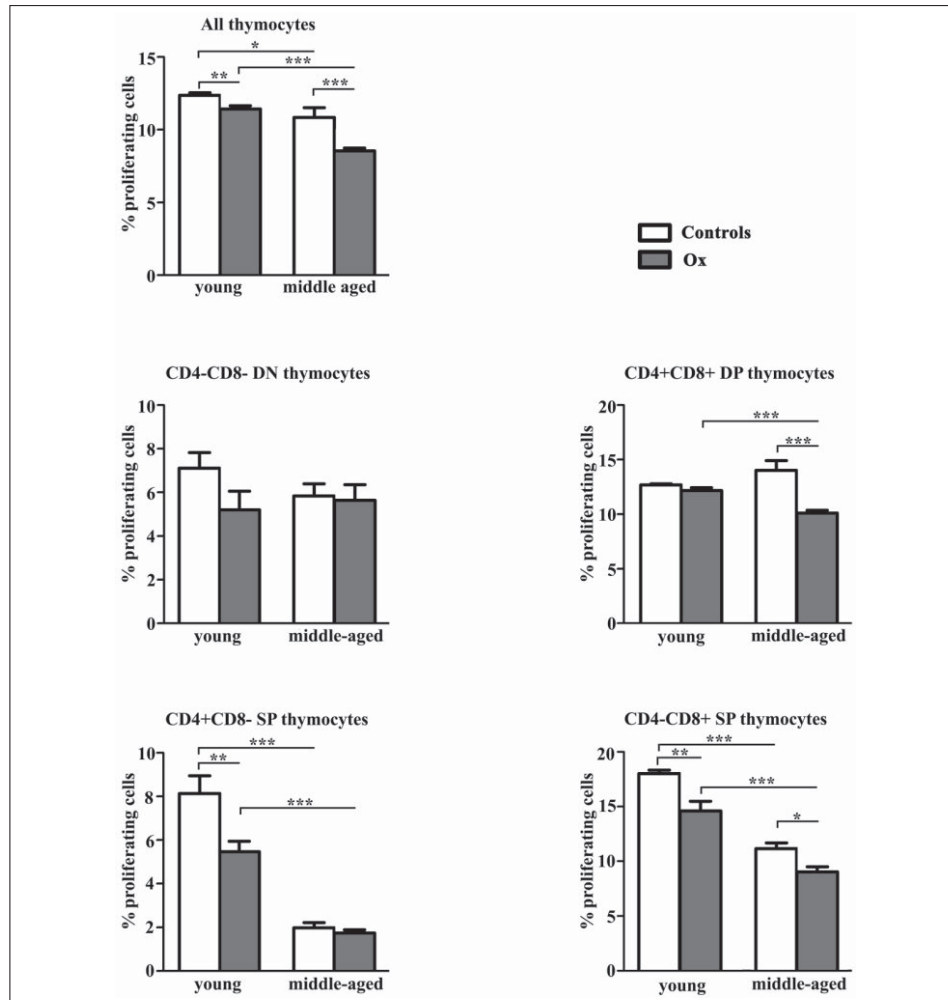 All thymocytes
*
***
**
***
15
10
5
0
% proliferating cells
young middle aged
Controls
Ox
CD4-CD8- DN thymocytes
10
8
6
4
2
0
% proliferating cells
young middle-aged
CD4+CD8+ DP thymocytes
***
***
20
15
10
5
0
% proliferating cells
young middle-aged
CD4+CD8- SP thymocytes
***
**
***
10
8
6
4
2
0
% proliferating cells
young middle-aged
CD4-CD8+ SP thymocytes
***
**
***
*
20
15
10
5
0
% proliferating cells
young middle-aged